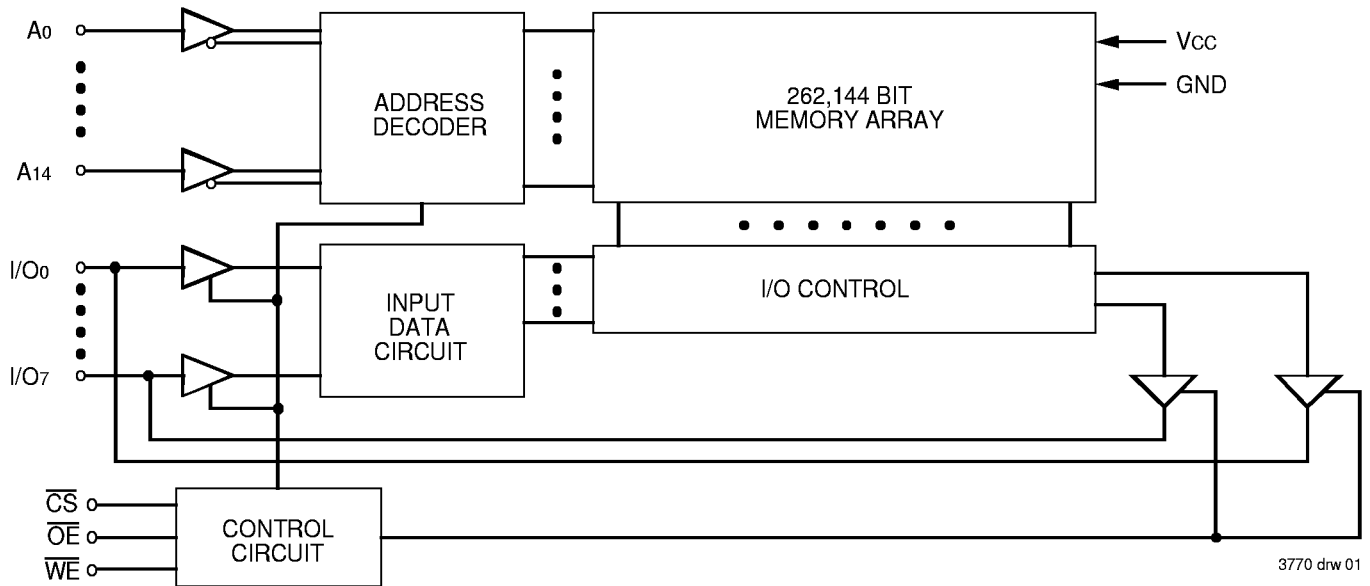 A0
A14
ADDRESS
DECODER
262,144 BIT
MEMORY ARRAY
VCC
GND
I/O0
I/O7
INPUT
DATA
CIRCUIT
I/O CONTROL
CS
OE
WE
CONTROL
CIRCUIT
3770 drw 01